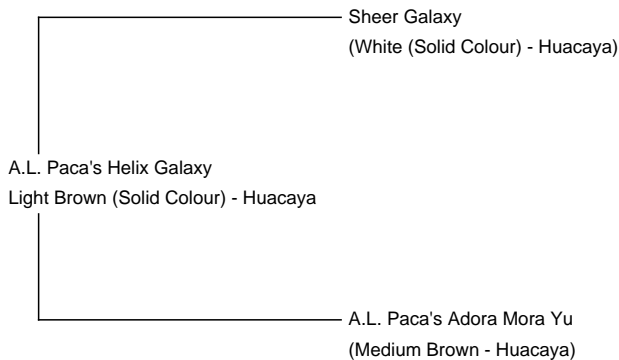 Sheer Galaxy
(White (Solid Colour) - Huacaya)
A.L. Paca's Helix Galaxy
Light Brown (Solid Colour) - Huacaya
A.L. Paca's Adora Mora Yu
(Medium Brown - Huacaya)